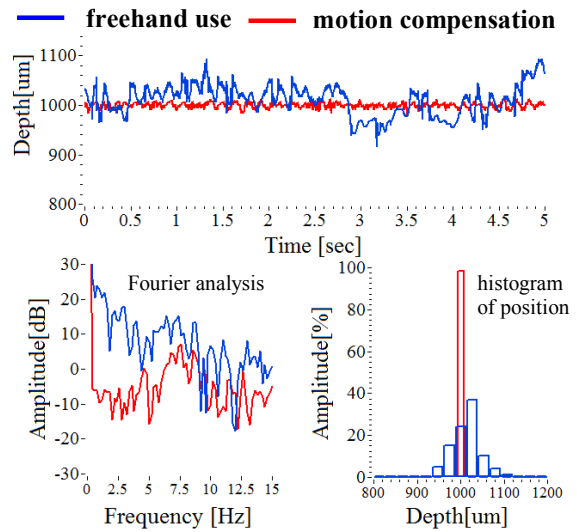 freehand use motion compensation
Depth[um]
1100
1000
900
800
0 0.5 1 1.5 2 2.5 3 3.5 4 4.5 5
Time [sec]
Amplitude[dB]
30
20
10
0
-10
-20
-30
Fourier analysis
0 2.5 5 7.5 10 12.5 15
Frequency [Hz]
Amplitude[%]
100
80
60
40
20
0
histogram
of position
800 900 1000 1100 1200
Depth[um]